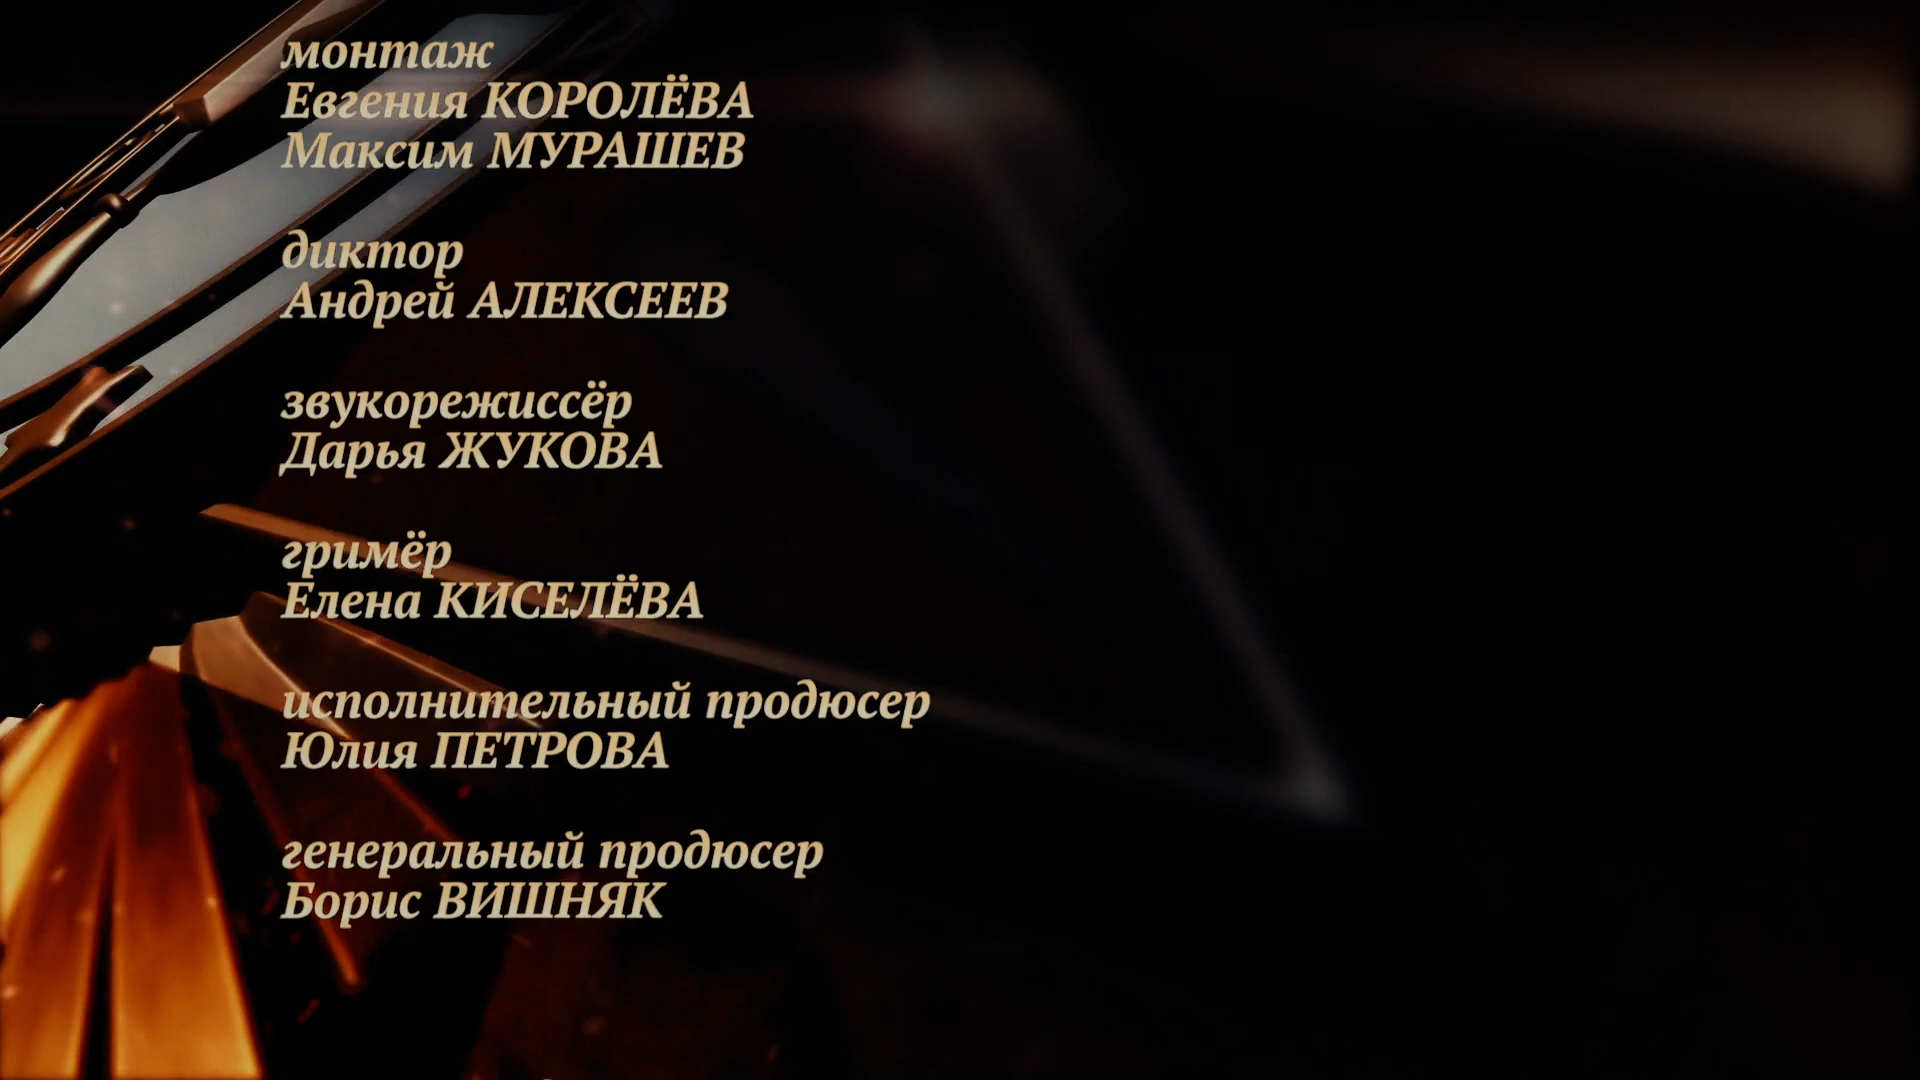 монтаж
Евгения КОРОЛЁВА
Максим МУРАШЕВ
диктор
Андрей АЛЕКСЕЕВ
звукорежиссёр
Дарья ЖУКОВА
гримёр
Елена КИСЕЛЁВА
исполнительный продюсер
Юлия ПЕТРОВА
генеральный продюсер
Борис ВИШНЯК